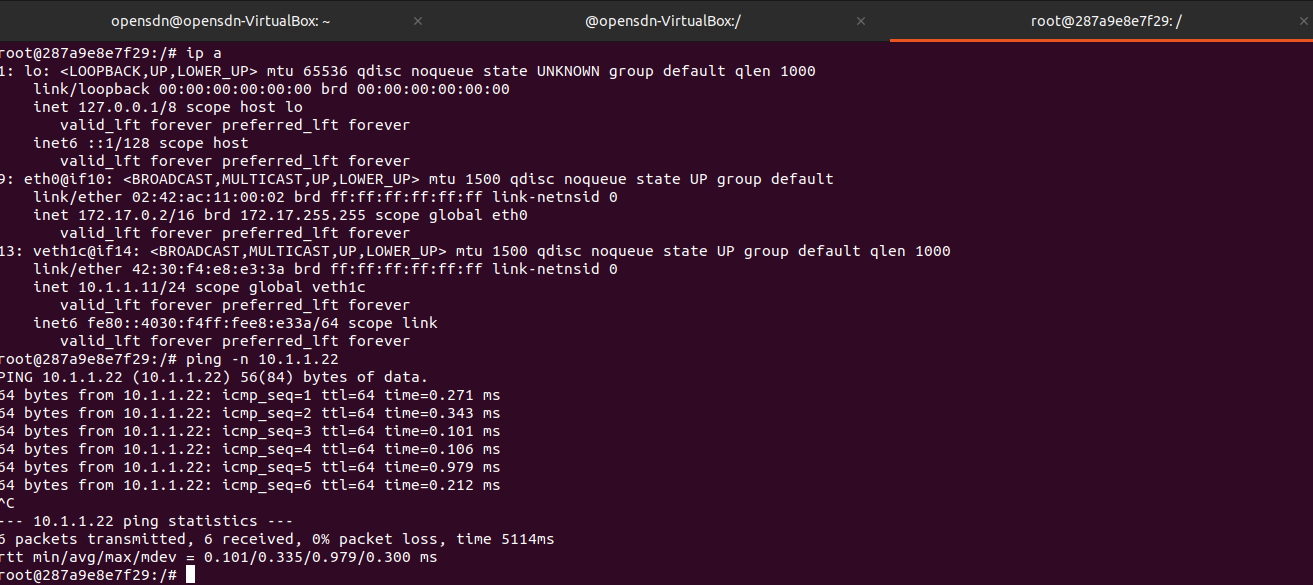 opensdn@opensdn-VirtualBox: ~ × @opensdn-VirtualBox:/ × root@287a9e8e7f29: / ×
root@287a9e8e7f29:/# ip a
1: lo: <LOOPBACK,UP,LOWER_UP> mtu 65536 qdisc noqueue state UNKNOWN group default qlen 1000
    link/loopback 00:00:00:00:00:00 brd 00:00:00:00:00:00
    inet 127.0.0.1/8 scope host lo
       valid_lft forever preferred_lft forever
    inet6 ::1/128 scope host
       valid_lft forever preferred_lft forever
9: eth0@if10: <BROADCAST,MULTICAST,UP,LOWER_UP> mtu 1500 qdisc noqueue state UP group default
    link/ether 02:42:ac:11:00:02 brd ff:ff:ff:ff:ff:ff link-netnsid 0
    inet 172.17.0.2/16 brd 172.17.255.255 scope global eth0
       valid_lft forever preferred_lft forever
13: veth1c@if14: <BROADCAST,MULTICAST,UP,LOWER_UP> mtu 1500 qdisc noqueue state UP group default qlen 1000
    link/ether 42:30:f4:e8:e3:3a brd ff:ff:ff:ff:ff:ff link-netnsid 0
    inet 10.1.1.11/24 scope global veth1c
       valid_lft forever preferred_lft forever
    inet6 fe80::4030:f4ff:fee8:e33a/64 scope link
       valid_lft forever preferred_lft forever
root@287a9e8e7f29:/# ping -n 10.1.1.22
PING 10.1.1.22 (10.1.1.22) 56(84) bytes of data.
64 bytes from 10.1.1.22: icmp_seq=1 ttl=64 time=0.271 ms
64 bytes from 10.1.1.22: icmp_seq=2 ttl=64 time=0.343 ms
64 bytes from 10.1.1.22: icmp_seq=3 ttl=64 time=0.101 ms
64 bytes from 10.1.1.22: icmp_seq=4 ttl=64 time=0.106 ms
64 bytes from 10.1.1.22: icmp_seq=5 ttl=64 time=0.979 ms
64 bytes from 10.1.1.22: icmp_seq=6 ttl=64 time=0.212 ms
^C
--- 10.1.1.22 ping statistics ---
6 packets transmitted, 6 received, 0% packet loss, time 5114ms
rtt min/avg/max/mdev = 0.101/0.335/0.979/0.300 ms
root@287a9e8e7f29:/#